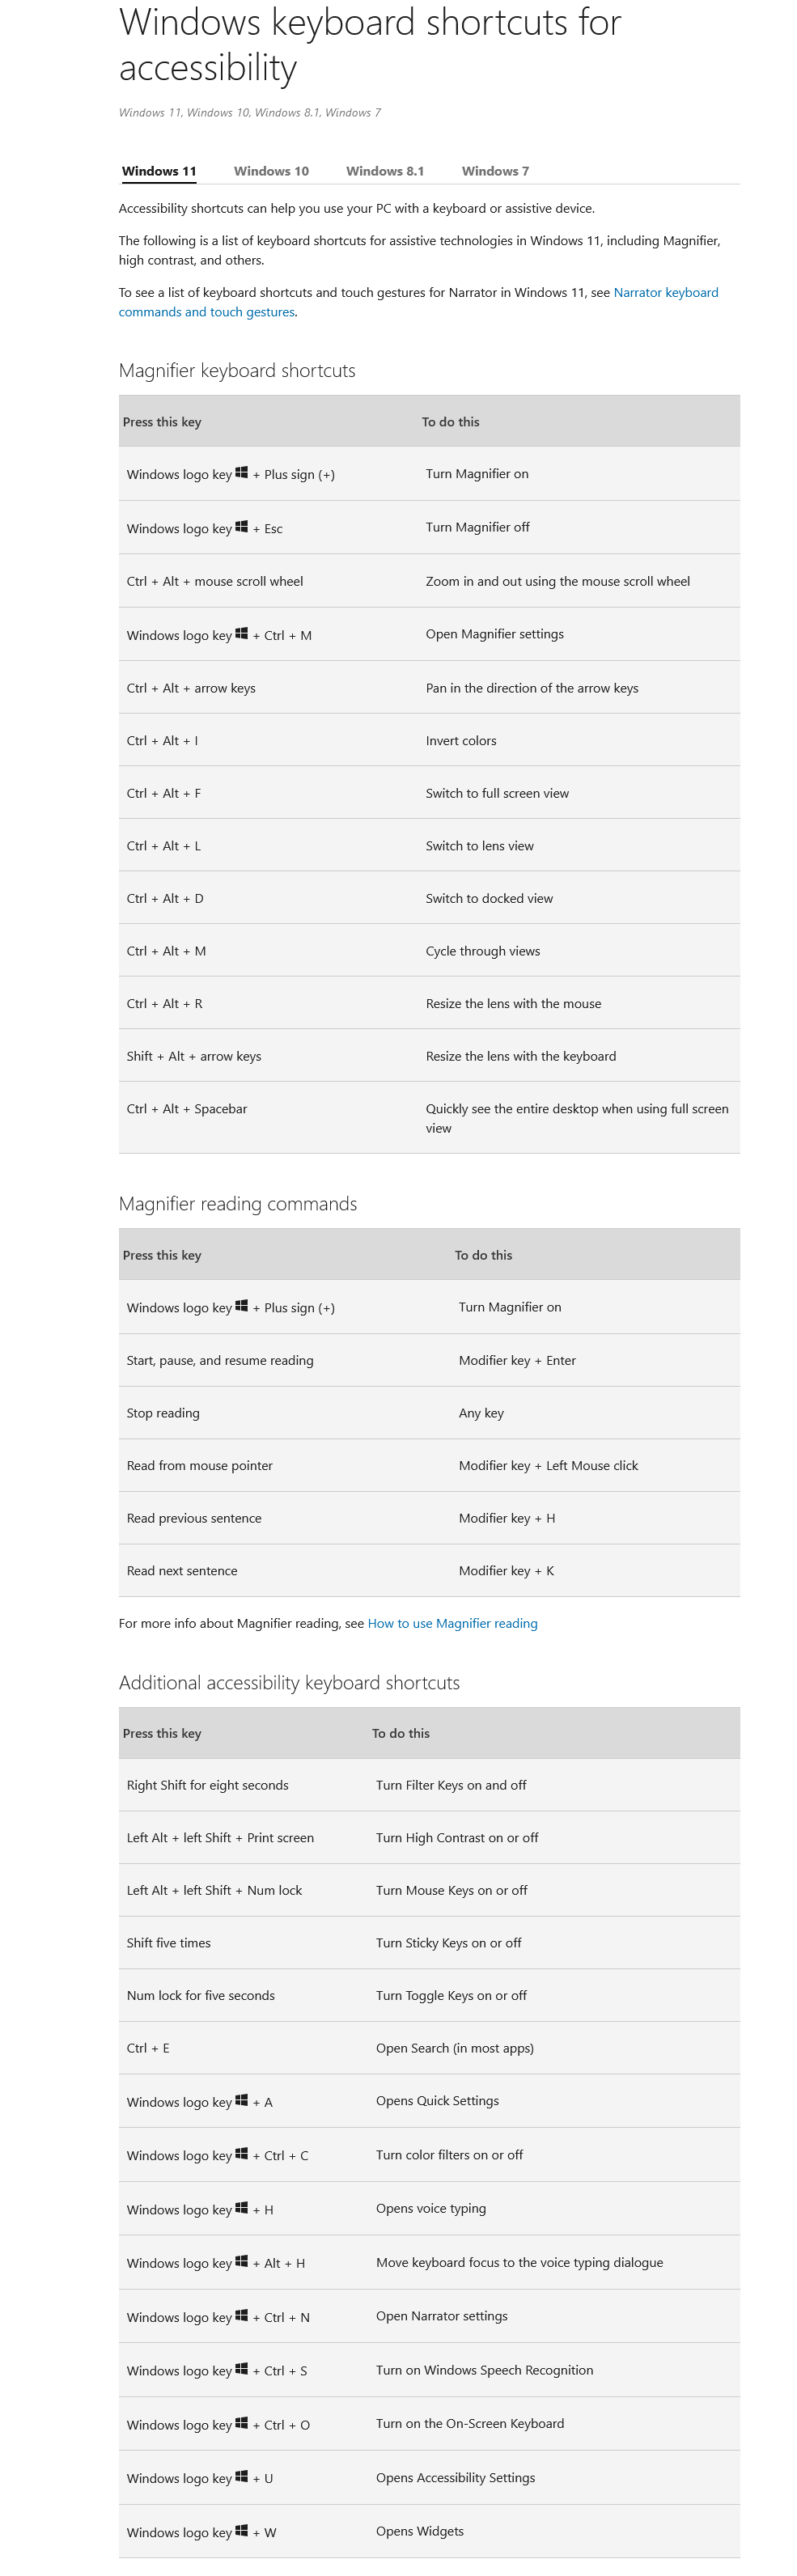 Windows keyboard shortcuts for
accessibility
Windows 11, Windows 10, Windows 8.1, Windows 7
Windows 11 Windows 10 Windows 8.1 Windows 7
Accessibility shortcuts can help you use your PC with a keyboard or assistive device.
The following is a list of keyboard shortcuts for assistive technologies in Windows 11, including Magnifier,
high contrast, and others.
To see a list of keyboard shortcuts and touch gestures for Narrator in Windows 11, see Narrator keyboard
commands and touch gestures.
Magnifier keyboard shortcuts
Press this key To do this
Windows logo key + Plus sign (+) Turn Magnifier on
Windows logo key + Esc Turn Magnifier off
Ctrl + Alt + mouse scroll wheel Zoom in and out using the mouse scroll wheel
Windows logo key + Ctrl + M Open Magnifier settings
Ctrl + Alt + arrow keys Pan in the direction of the arrow keys
Ctrl + Alt + I Invert colors
Ctrl + Alt + F Switch to full screen view
Ctrl + Alt + L Switch to lens view
Ctrl + Alt + D Switch to docked view
Ctrl + Alt + M Cycle through views
Ctrl + Alt + R Resize the lens with the mouse
Shift + Alt + arrow keys Resize the lens with the keyboard
Ctrl + Alt + Spacebar Quickly see the entire desktop when using full screen
view
Magnifier reading commands
Press this key To do this
Windows logo key + Plus sign (+) Turn Magnifier on
Start, pause, and resume reading Modifier key + Enter
Stop reading Any key
Read from mouse pointer Modifier key + Left Mouse click
Read previous sentence Modifier key + H
Read next sentence Modifier key + K
For more info about Magnifier reading, see How to use Magnifier reading
Additional accessibility keyboard shortcuts
Press this key To do this
Right Shift for eight seconds Turn Filter Keys on and off
Left Alt + left Shift + Print screen Turn High Contrast on or off
Left Alt + left Shift + Num lock Turn Mouse Keys on or off
Shift five times Turn Sticky Keys on or off
Num lock for five seconds Turn Toggle Keys on or off
Ctrl + E Open Search (in most apps)
Windows logo key + A Opens Quick Settings
Windows logo key + Ctrl + C Turn color filters on or off
Windows logo key + H Opens voice typing
Windows logo key + Alt + H Move keyboard focus to the voice typing dialogue
Windows logo key + Ctrl + N Open Narrator settings
Windows logo key + Ctrl + S Turn on Windows Speech Recognition
Windows logo key + Ctrl + O Turn on the On-Screen Keyboard
Windows logo key + U Opens Accessibility Settings
Windows logo key + W Opens Widgets